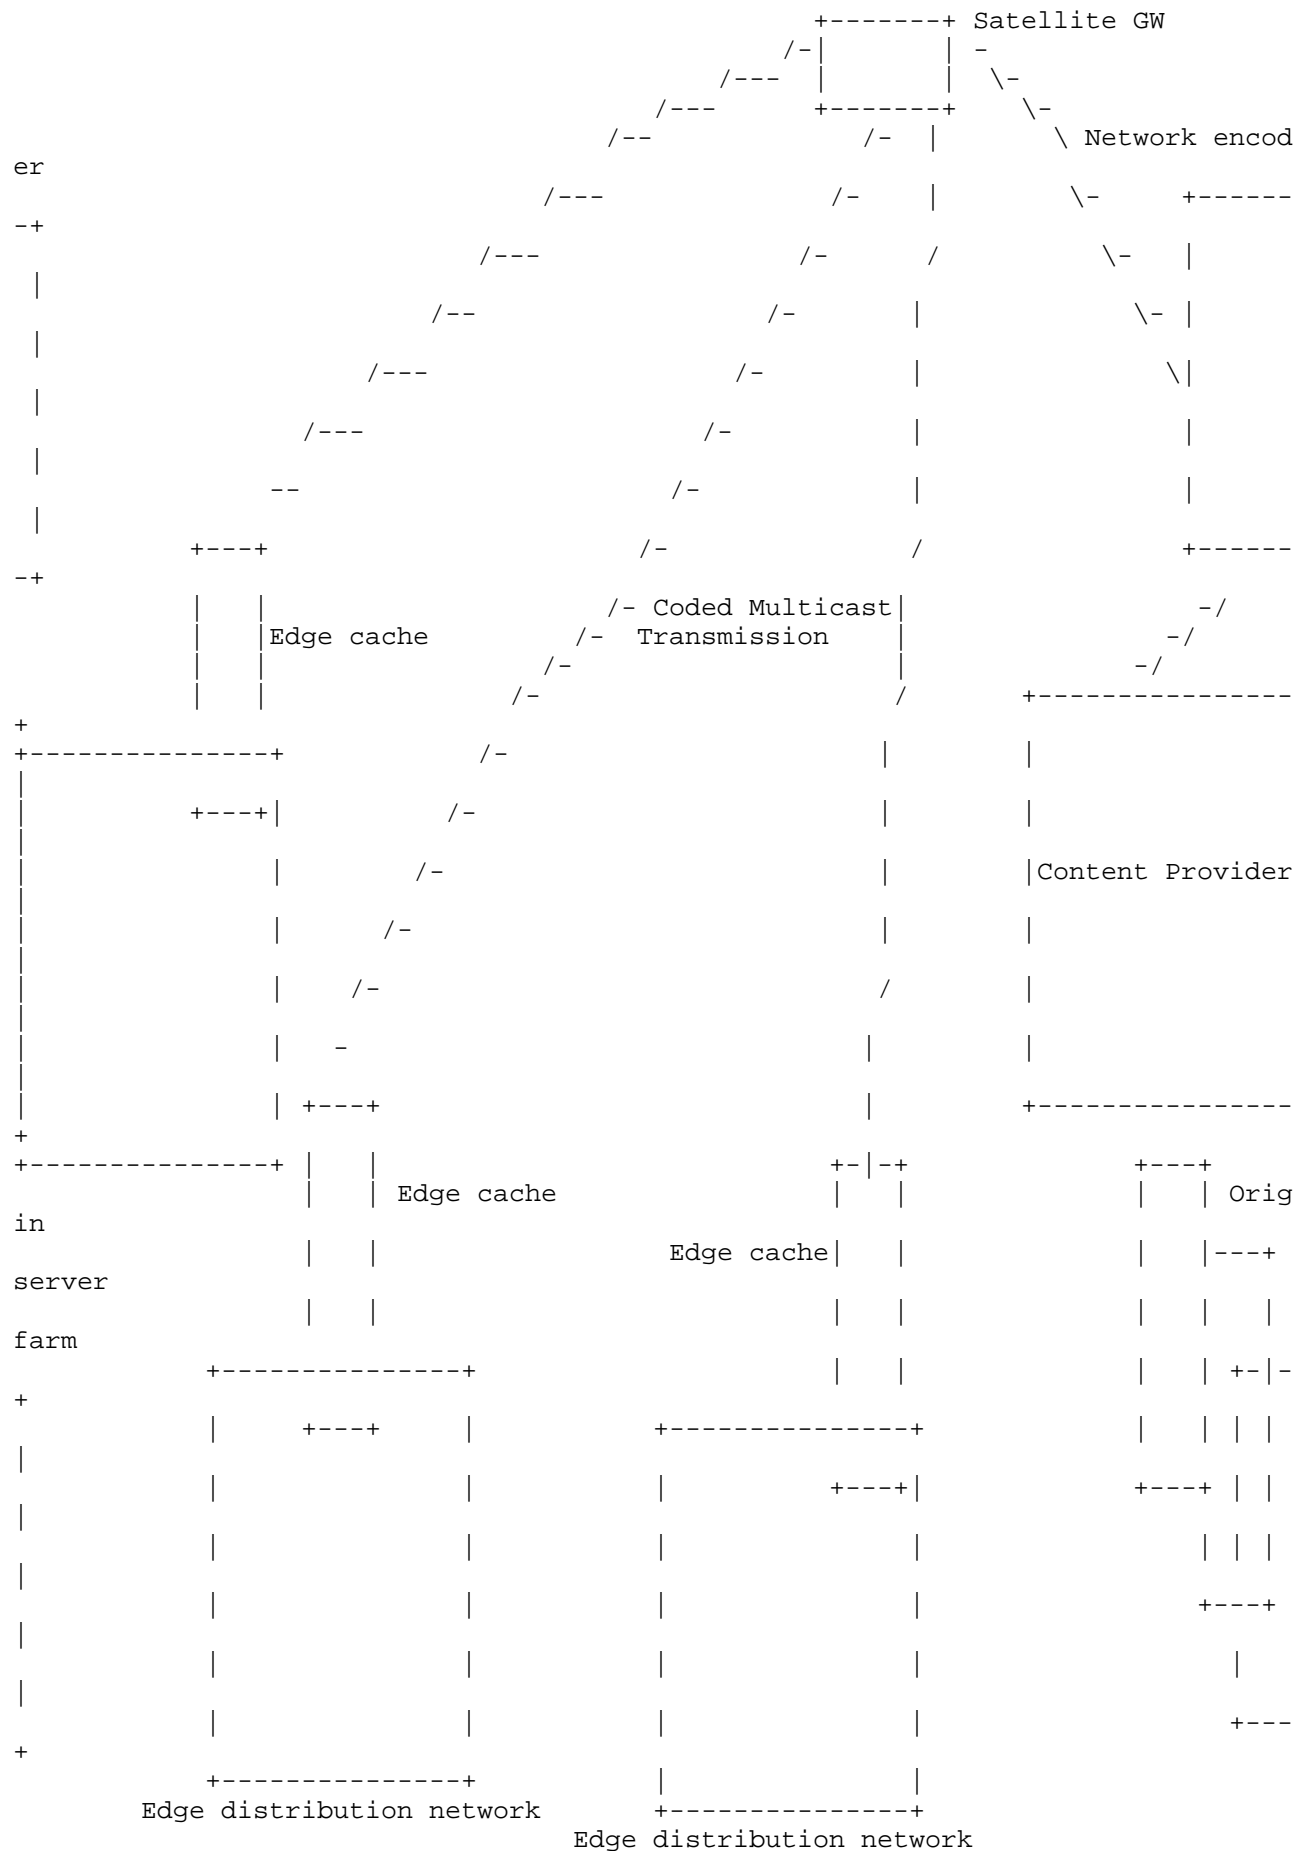 Satellite GW
Network encod
er
Coded Multicast
Edge cache Transmission
Content Provider
Edge cache Orig
in
Edge cache
server
farm
Edge distribution network
Edge distribution network